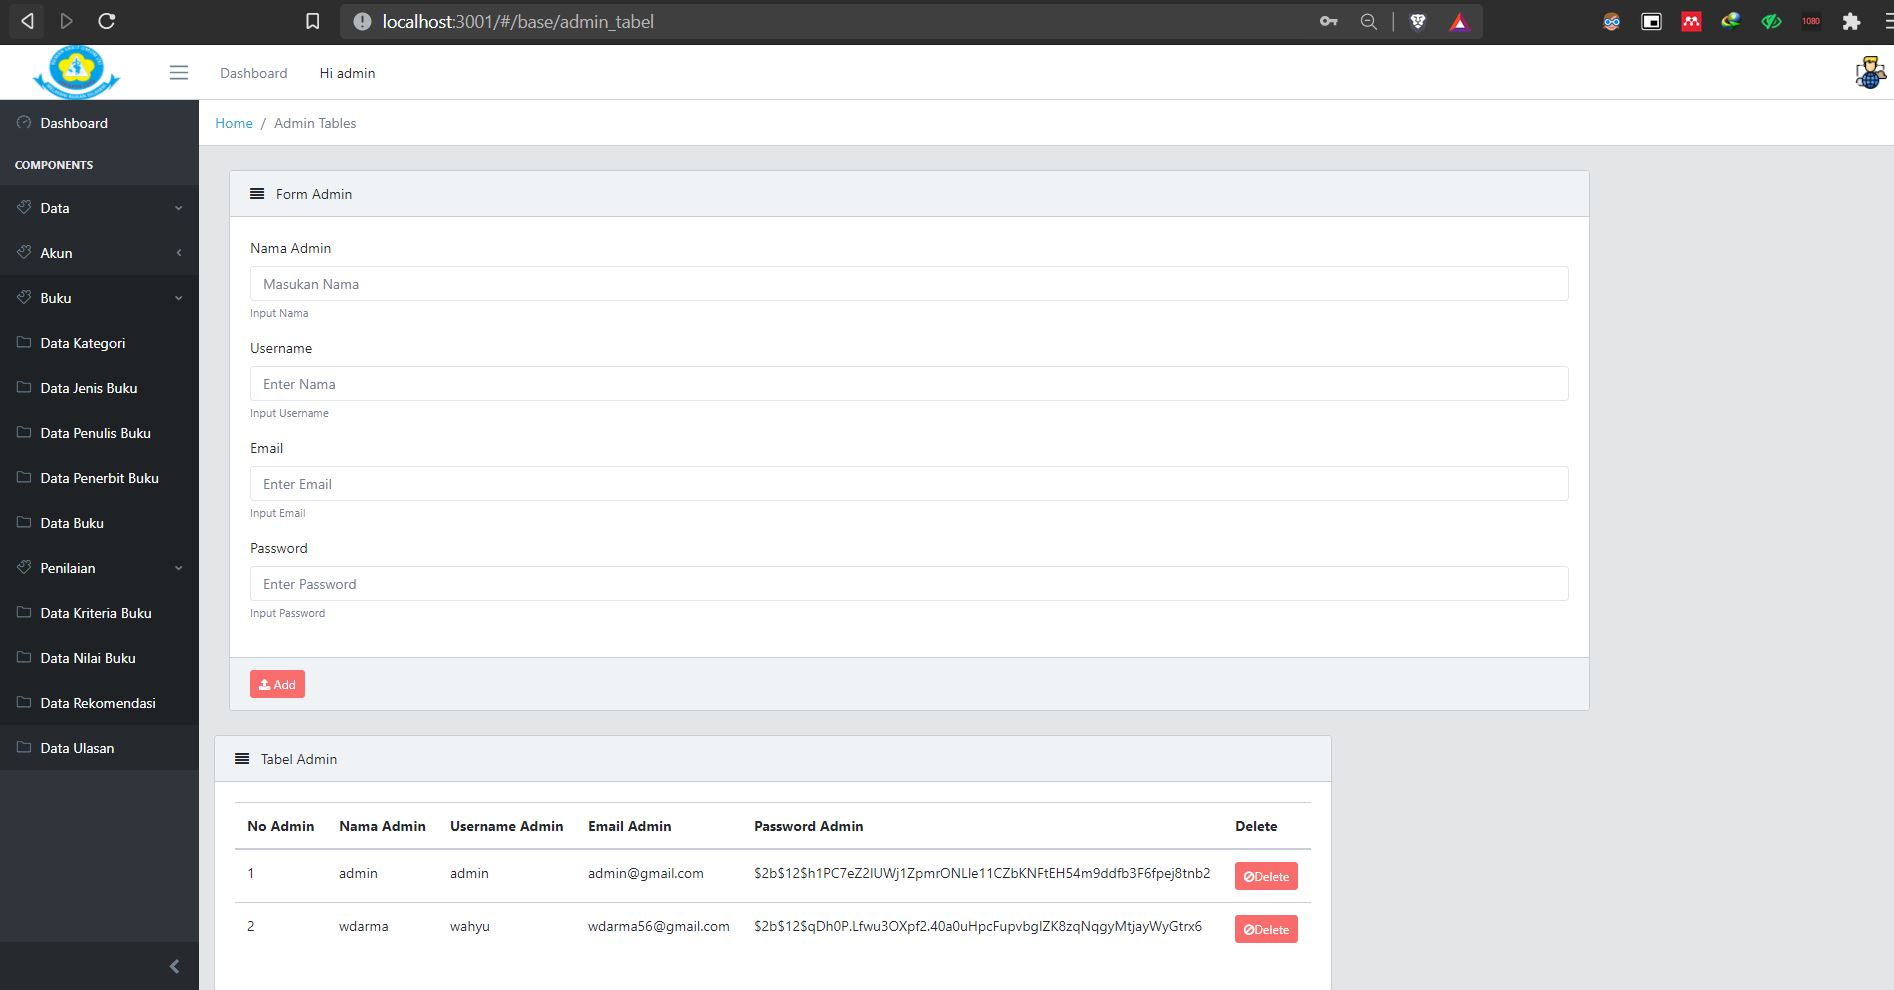 localhost:3001/#/base/admin_tabel
1080
Dashboard
Hi admin
Dashboard
COMPONENTS
Data
Akun
Buku
Data Kategori
Data Jenis Buku
Data Penulis Buku
Data Penerbit Buku
Data Buku
Penilaian
Data Kriteria Buku
Data Nilai Buku
Data Rekomendasi
Data Ulasan
Home / Admin Tables
Form Admin
Nama Admin
Masukan Nama
Input Nama
Username
Enter Nama
Input Username
Email
Enter Email
Input Email
Password
Enter Password
Input Password
Add
Tabel Admin
No Admin Nama Admin Username Admin Email Admin Password Admin Delete
1 admin admin admin@gmail.com $2b$12$h1PC7eZ2IUWj1ZpmrONLle11CZbKNFtEH54m9ddfb3F6fpej8tnb2 Delete
2 wdarma wahyu wdarma56@gmail.com $2b$12$qDh0P.Lfwu3OXpf2.40a0uHpcFupvbgIZK8zqNqgyMtjayWyGtrx6 Delete